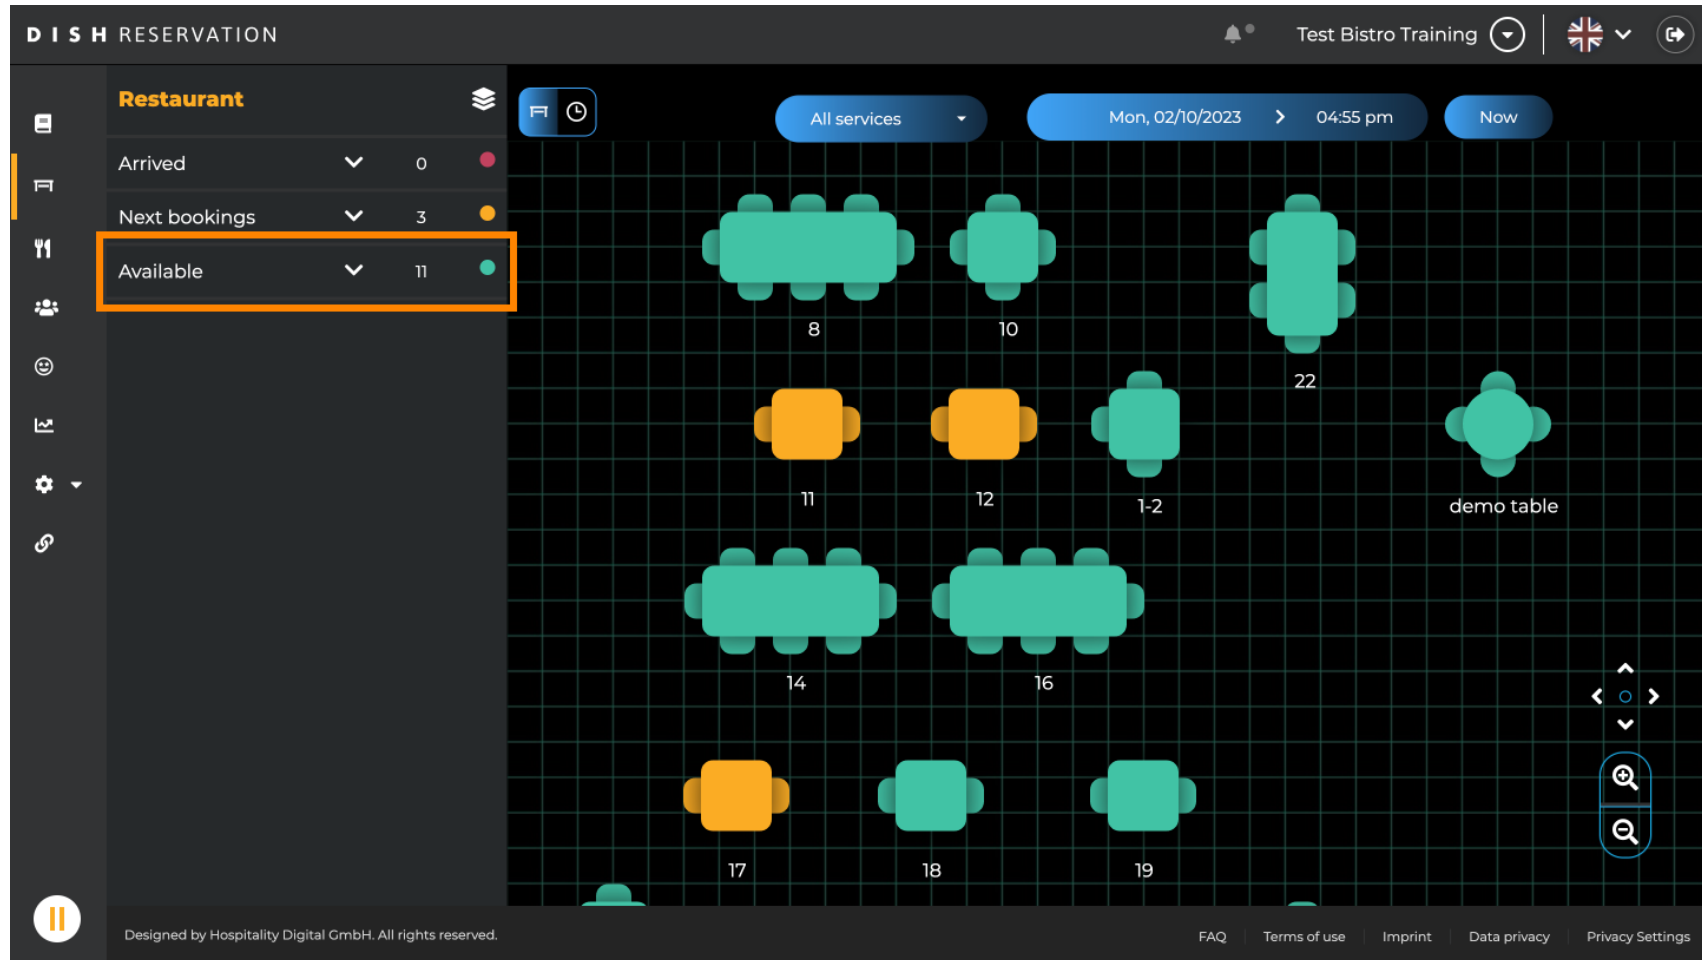 DISH RESERVATION
Test Bistro Training
Restaurant
All services
Mon, 02/10/2023
04:55 pm
Now
Arrived 0
Next bookings 3
Available 11
8
10
22
11
12
1-2
demo table
14
16
17
18
19
Designed by Hospitality Digital GmbH. All rights reserved.
FAQ
Terms of use
Imprint
Data privacy
Privacy Settings